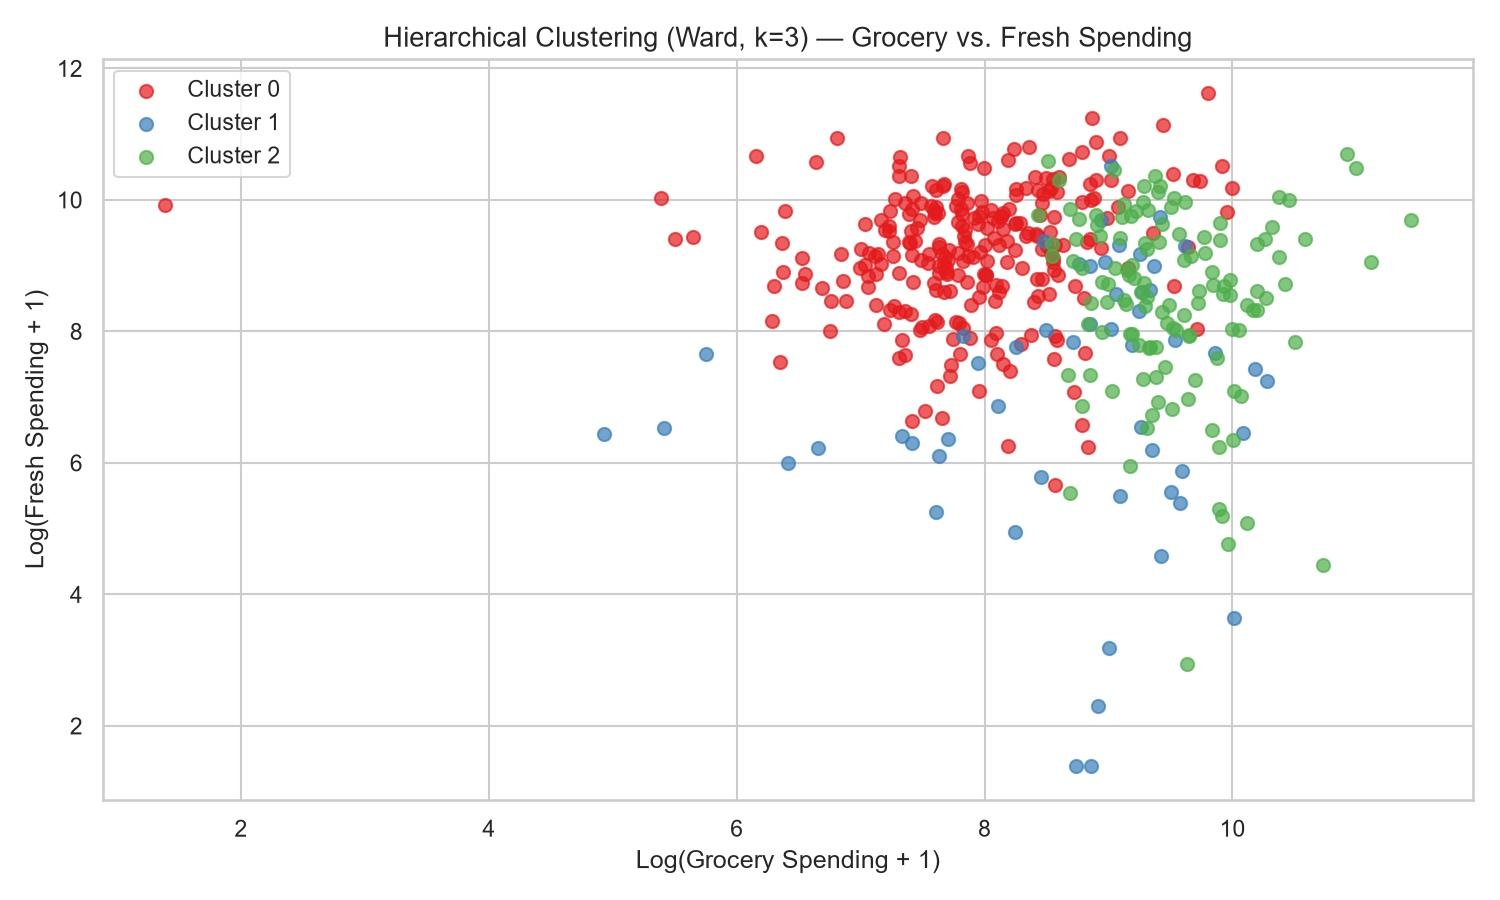 Hierarchical Clustering (Ward, k=3) — Grocery vs. Fresh Spending
Cluster 0
Cluster 1
Cluster 2
Log(Fresh Spending + 1)
12
10
8
6
4
2
2 4 6 8 10
Log(Grocery Spending + 1)